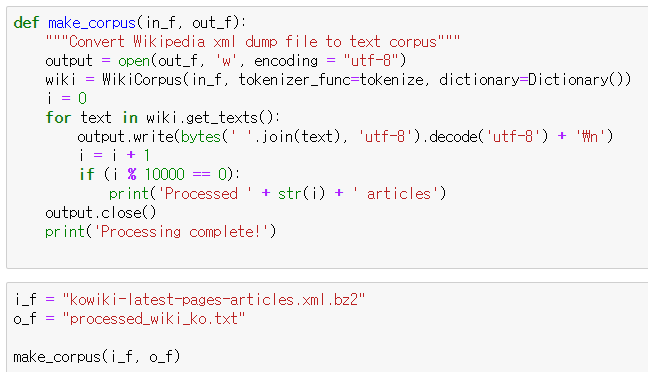 def make_corpus(in_f, out_f):
    """Convert Wikipedia xml dump file to text corpus"""
    output = open(out_f, 'w', encoding = "utf-8")
    wiki = WikiCorpus(in_f, tokenizer_func=tokenize, dictionary=Dictionary())
    i = 0
    for text in wiki.get_texts():
        output.write(bytes(' '.join(text), 'utf-8').decode('utf-8') + '₩n')
        i = i + 1
        if (i % 10000 == 0):
            print('Processed ' + str(i) + ' articles')
    output.close()
    print('Processing complete!')
i_f = "kowiki-latest-pages-articles.xml.bz2"
o_f = "processed_wiki_ko.txt"
make_corpus(i_f, o_f)